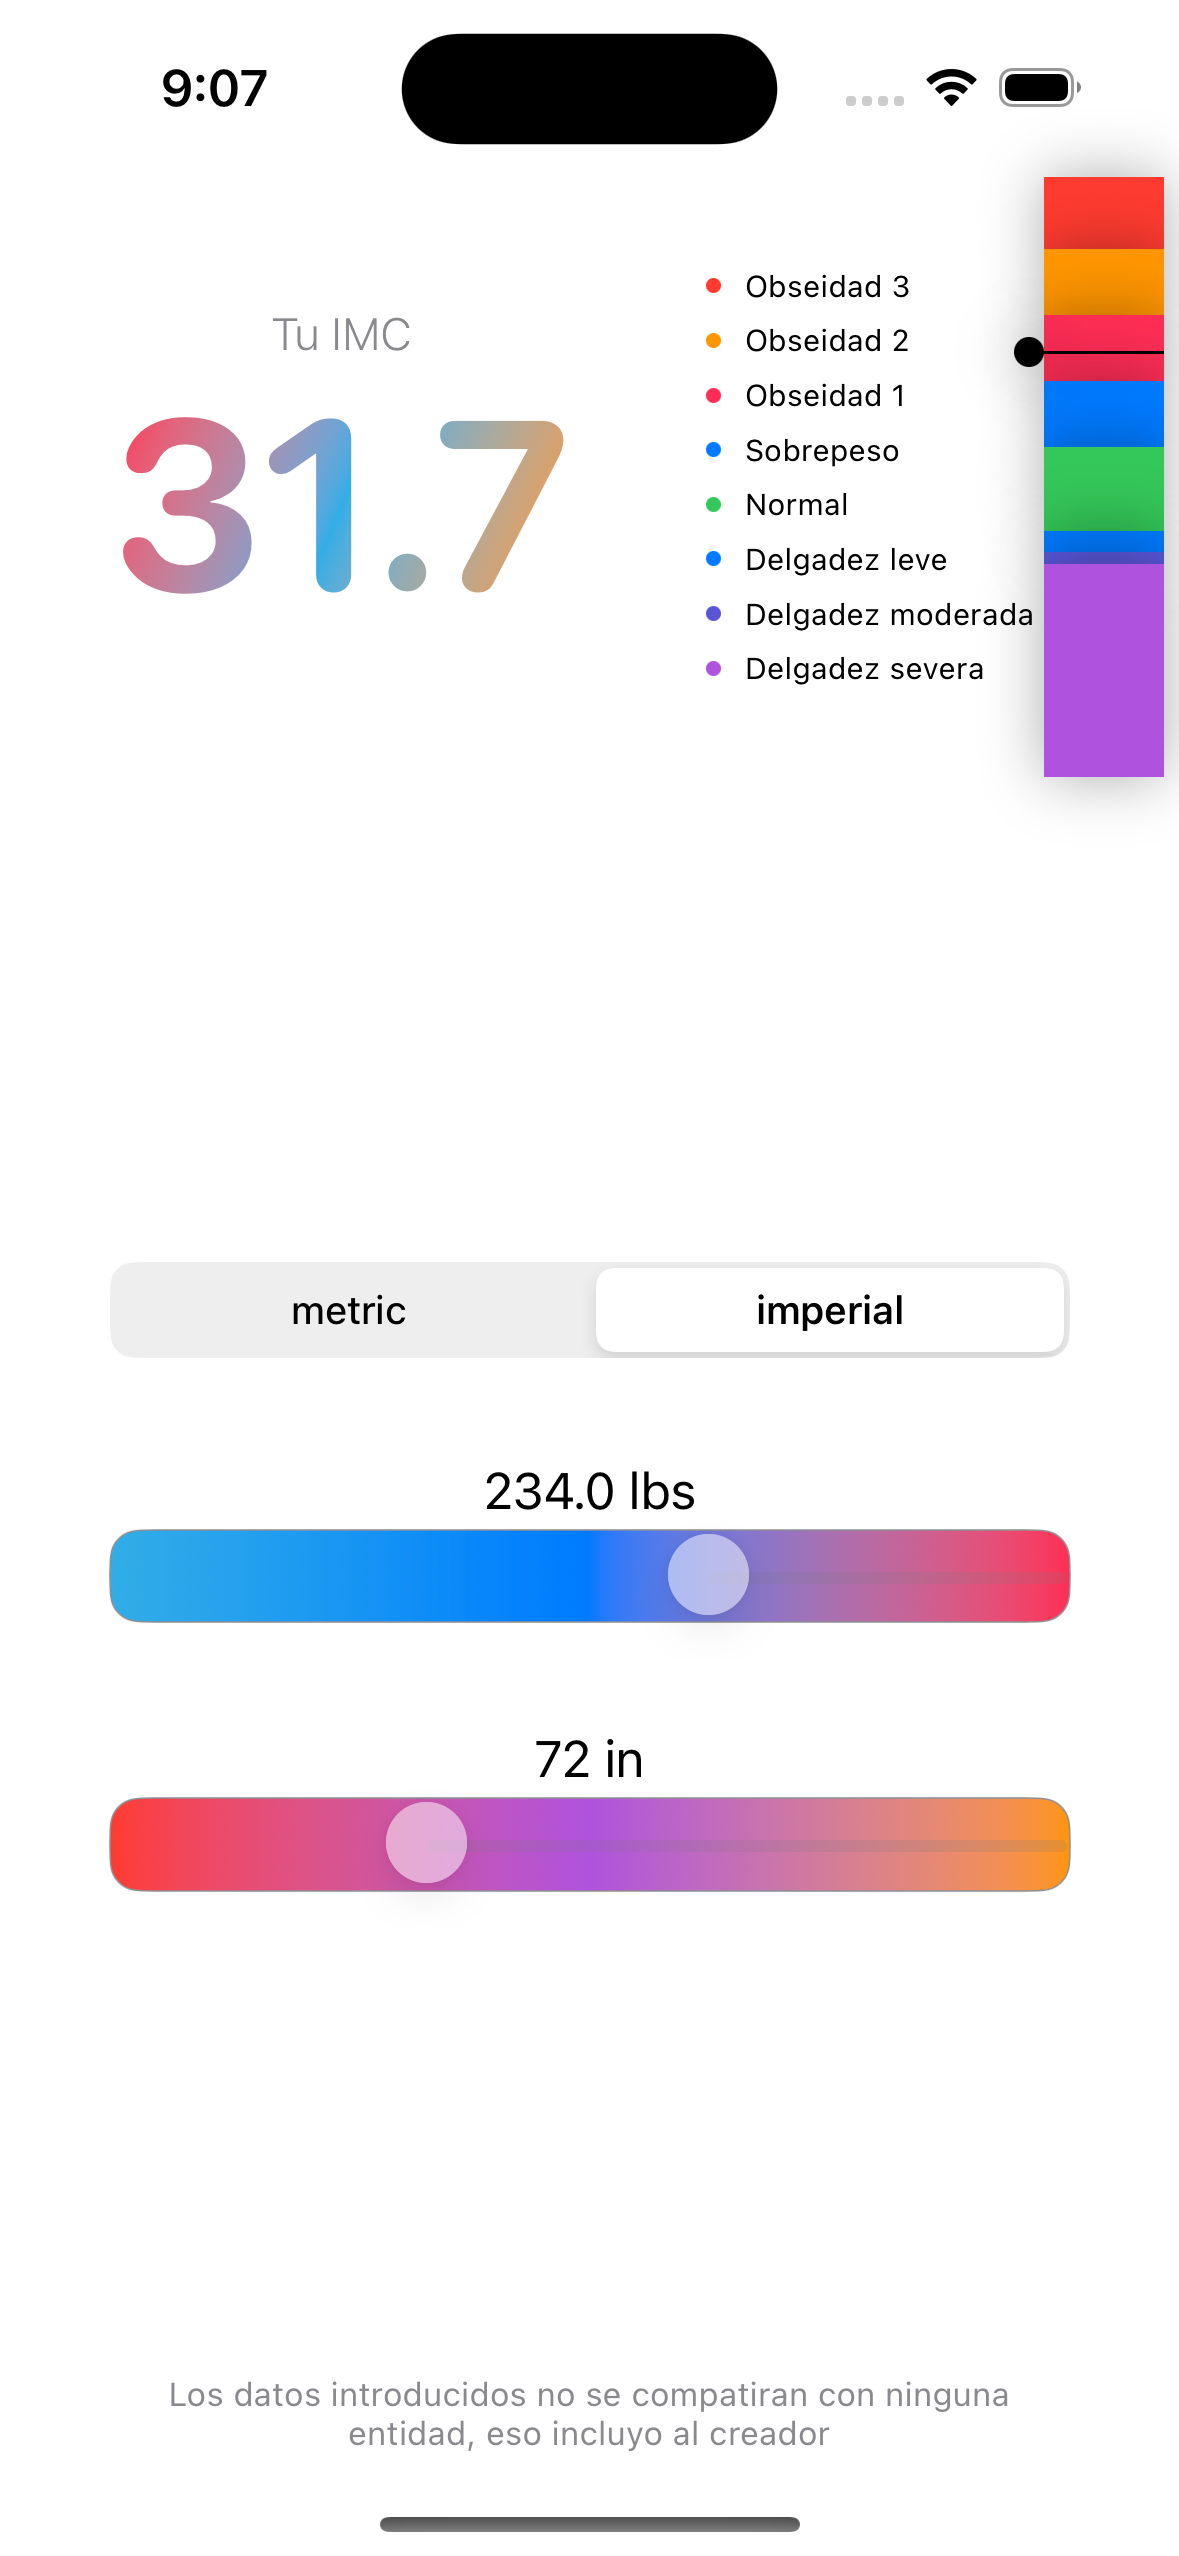 9:07
Tu IMC
31.7
Obseidad 3
Obseidad 2
Obseidad 1
Sobrepeso
Normal
Delgadez leve
Delgadez moderada
Delgadez severa
metric
imperial
234.0 lbs
72 in
Los datos introducidos no se compatiran con ninguna
entidad, eso incluyo al creador